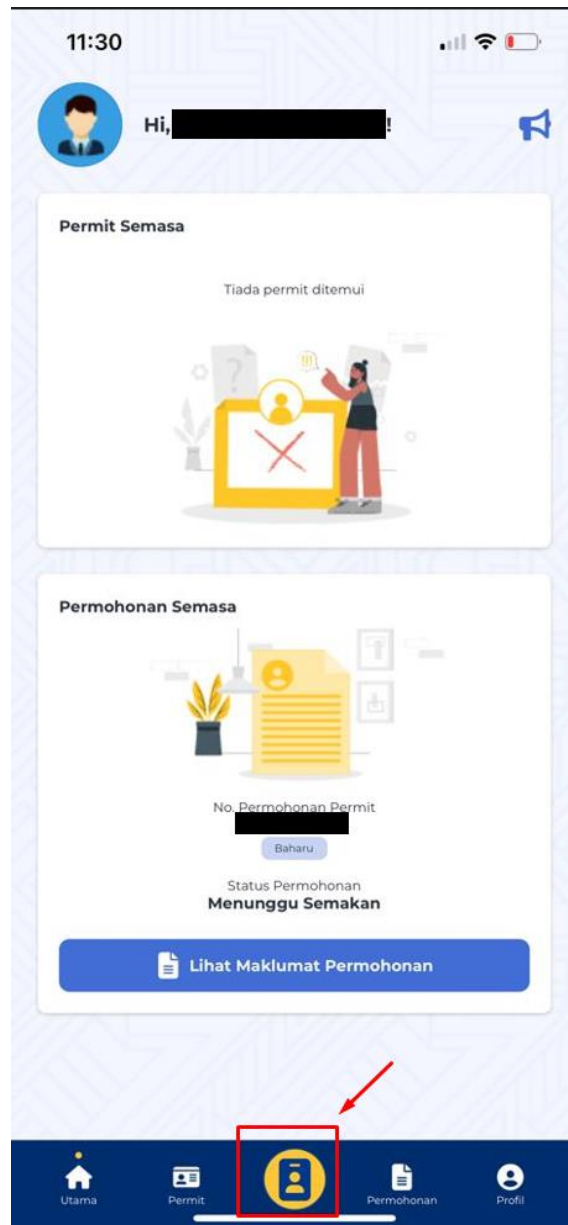 11:30
Hi, !
Permit Semasa
Tiada permit ditemui
Permohonan Semasa
No. Permohonan Permit
Baharu
Status Permohonan
Menunggu Semakan
Lihat Maklumat Permohonan
Utama Permit Permohonan Profil